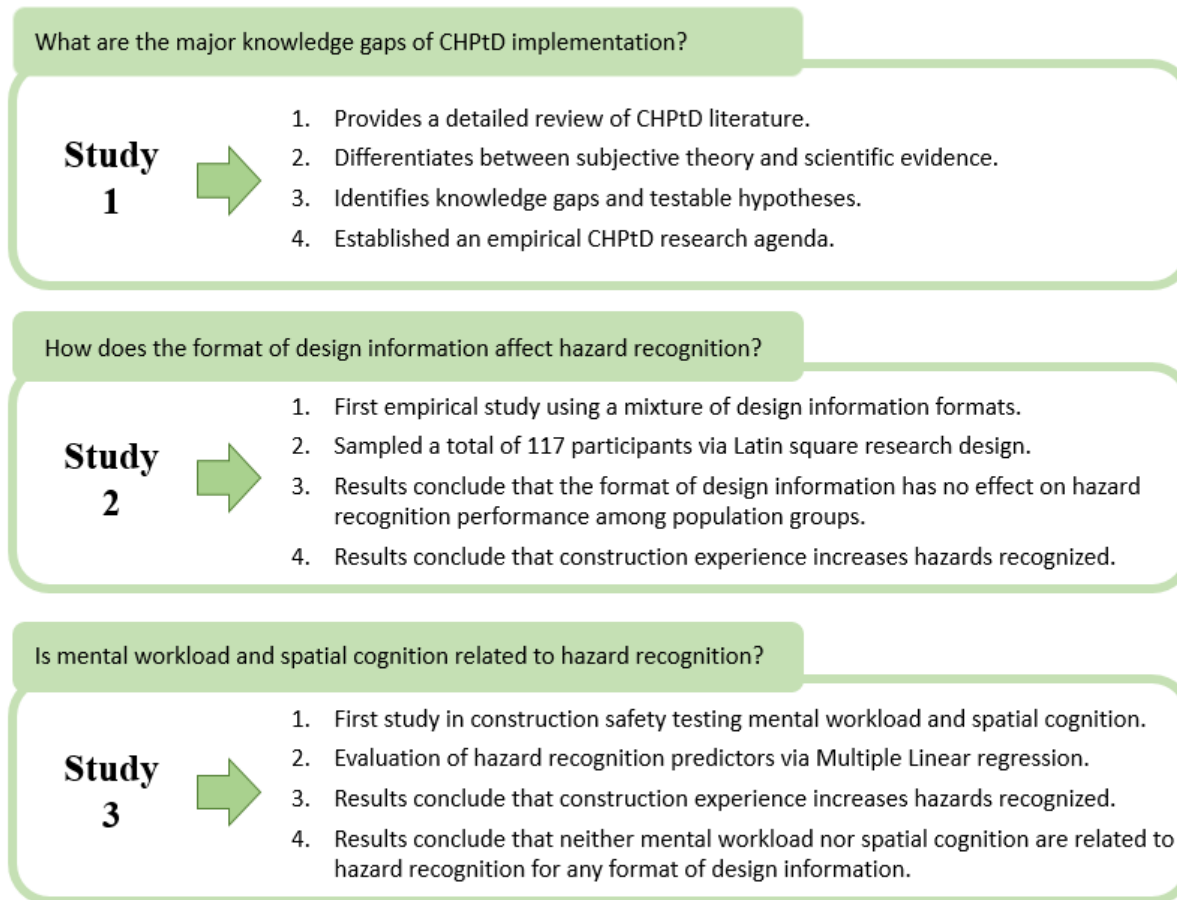 What are the major knowledge gaps of CHPtD implementation?
Study
1
1. Provides a detailed review of CHPtD literature.
2. Differentiates between subjective theory and scientific evidence.
3. Identifies knowledge gaps and testable hypotheses.
4. Established an empirical CHPtD research agenda.
How does the format of design information affect hazard recognition?
Study
2
1. First empirical study using a mixture of design information formats.
2. Sampled a total of 117 participants via Latin square research design.
3. Results conclude that the format of design information has no effect on hazard
recognition performance among population groups.
4. Results conclude that construction experience increases hazards recognized.
Is mental workload and spatial cognition related to hazard recognition?
Study
3
1. First study in construction safety testing mental workload and spatial cognition.
2. Evaluation of hazard recognition predictors via Multiple Linear regression.
3. Results conclude that construction experience increases hazards recognized.
4. Results conclude that neither mental workload nor spatial cognition are related to
hazard recognition for any format of design information.